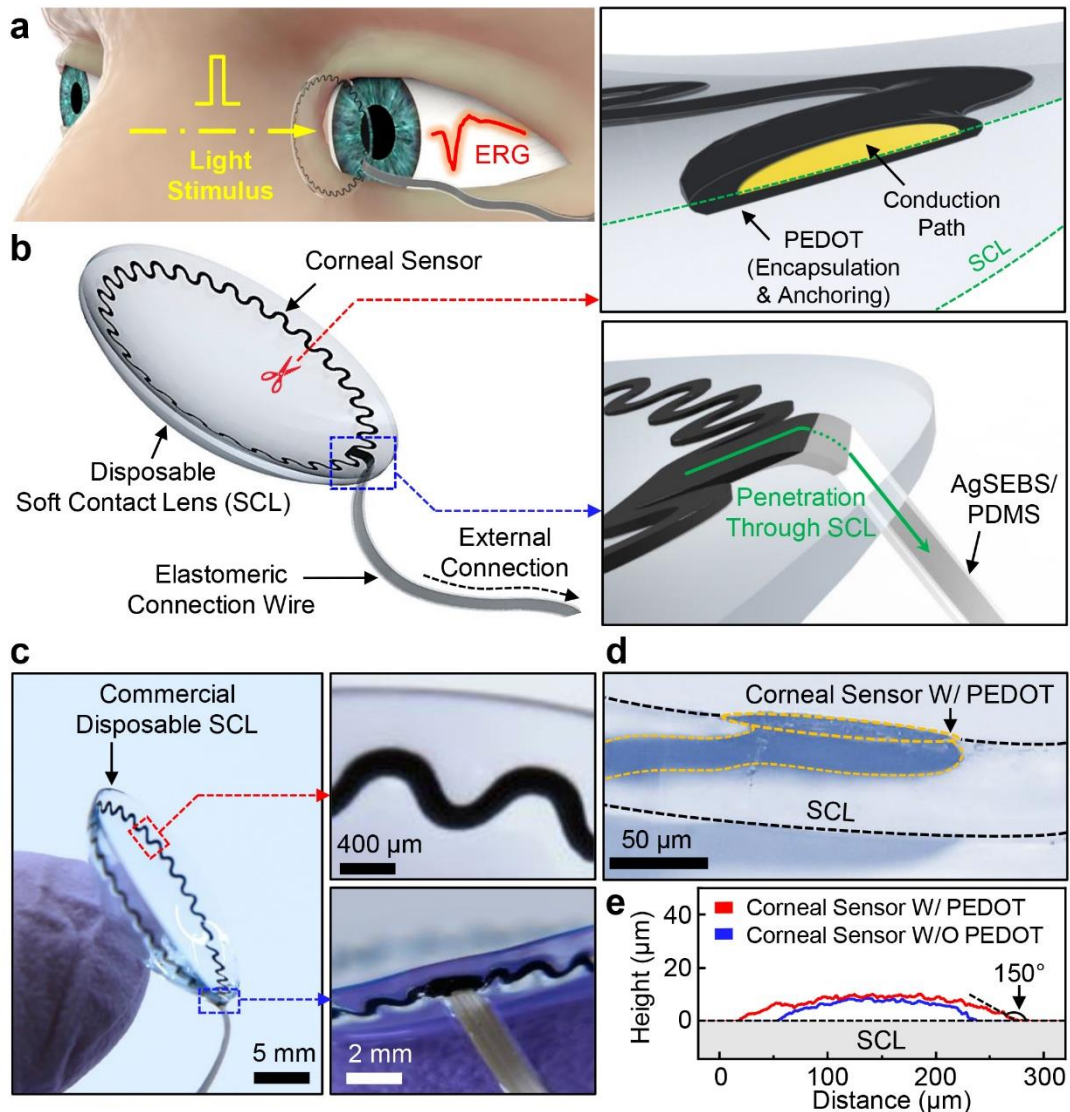 a
Light
Stimulus
ERG
Conduction
Path
PEDOT
(Encapsulation
& Anchoring)
SCL
b
Corneal Sensor
Disposable
Soft Contact Lens (SCL)
Elastomeric
Connection Wire
External
Connection
Penetration
Through SCL
AgSEBS/
PDMS
c
Commercial
Disposable SCL
5 mm
400 µm
2 mm
d
Corneal Sensor W/ PEDOT
SCL
50 µm
e
Corneal Sensor W/ PEDOT
Corneal Sensor W/O PEDOT
150°
Height (µm)
40
20
0
SCL
0 100 200 300
Distance (µm)